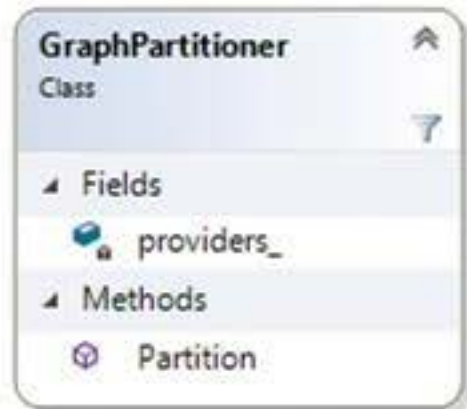 GraphPartitioner
Class
Fields
providers_
Methods
Partition